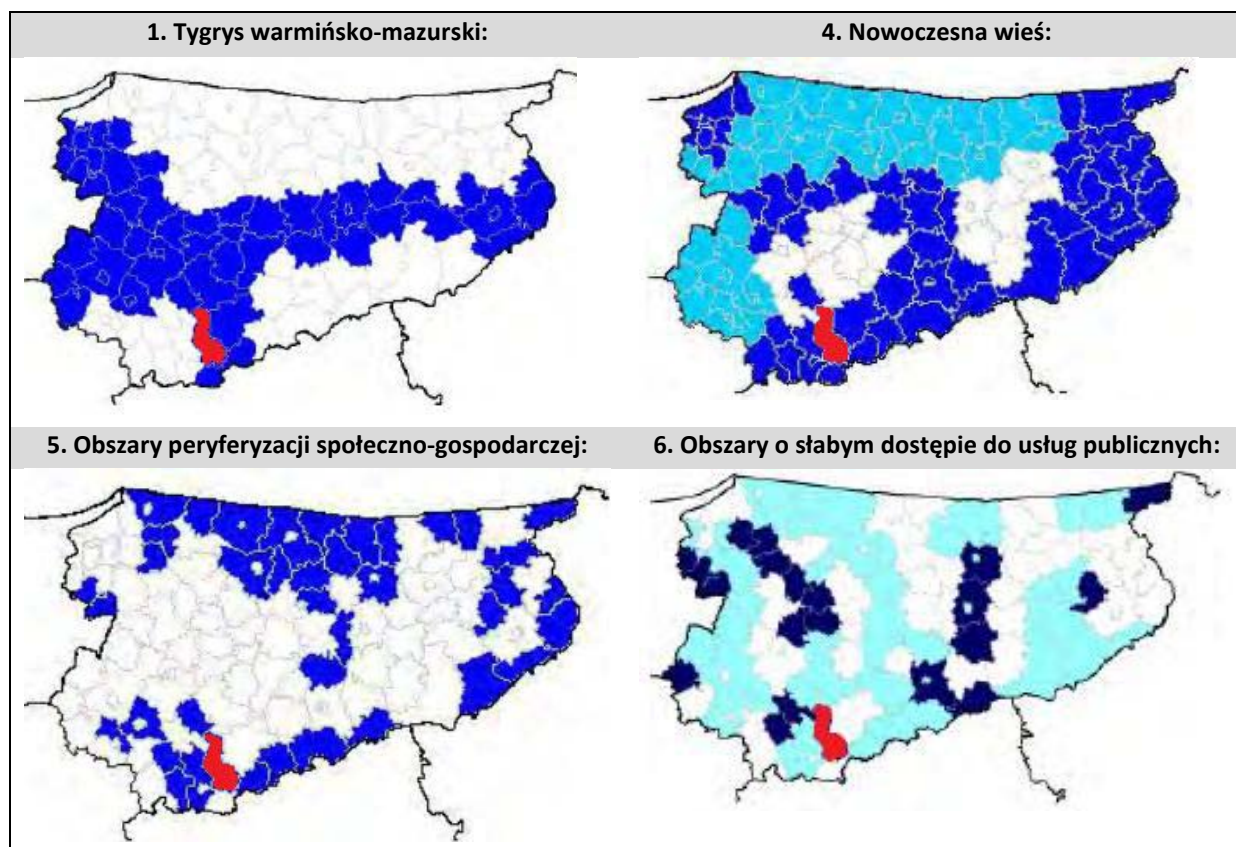 1. Tygrys warmińsko-mazurski:
4. Nowoczesna wieś:
5. Obszary peryferyzacji społeczno-gospodarczej:
6. Obszary o słabym dostępie do usług publicznych: